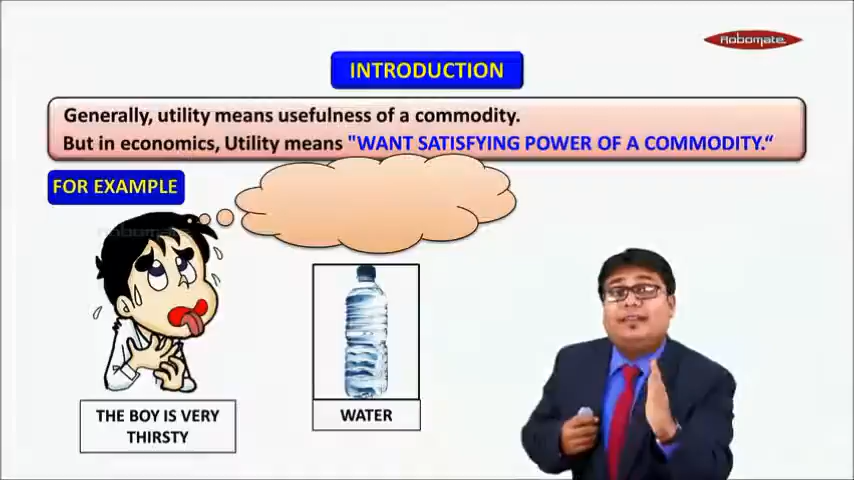 Robomate
INTRODUCTION
Generally, utility means usefulness of a commodity.
But in economics, Utility means "WANT SATISFYING POWER OF A COMMODITY.“
FOR EXAMPLE
Robomate
THE BOY IS VERY
THIRSTY
WATER